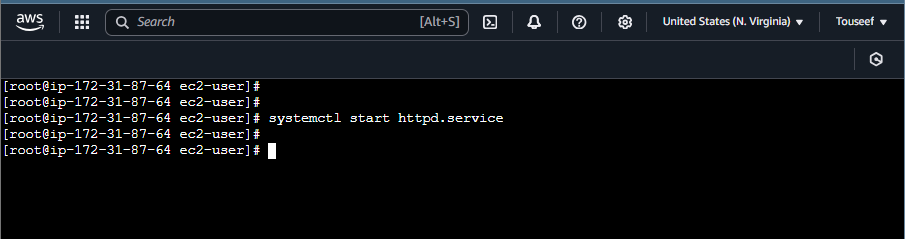 aws Search [Alt+S] United States (N. Virginia) Touseef
[root@ip-172-31-87-64 ec2-user]#
[root@ip-172-31-87-64 ec2-user]#
[root@ip-172-31-87-64 ec2-user]# systemctl start httpd.service
[root@ip-172-31-87-64 ec2-user]#
[root@ip-172-31-87-64 ec2-user]#